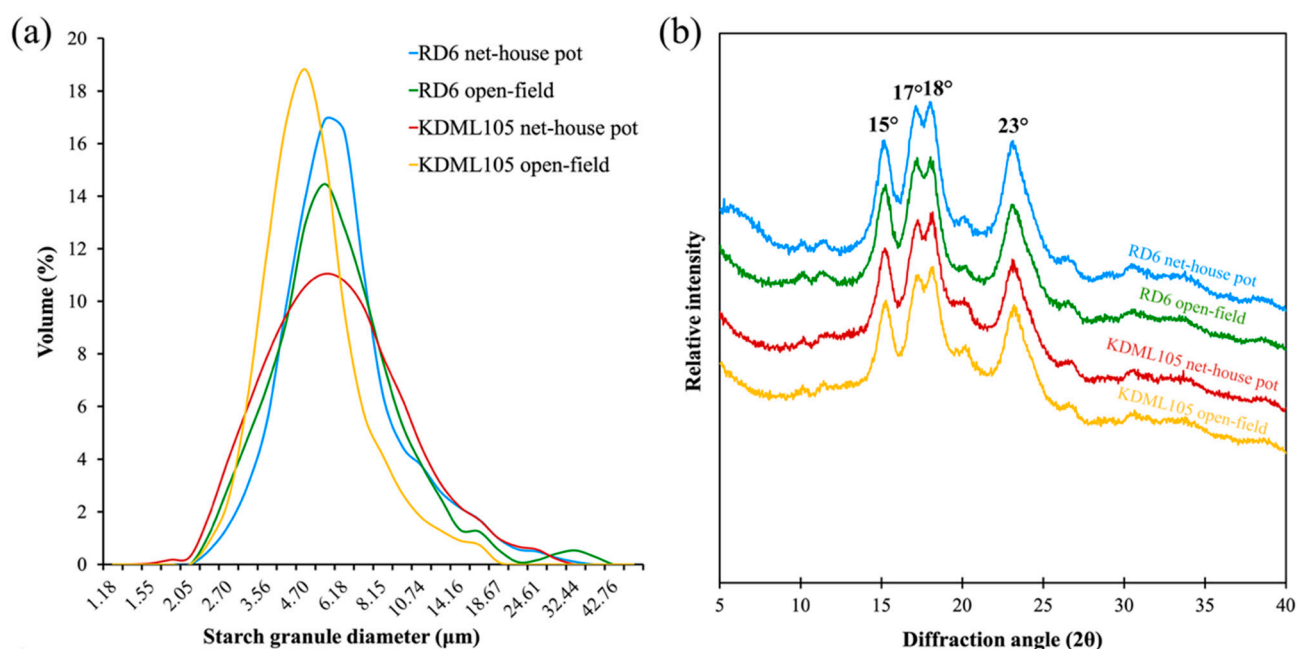 (a)
20
18
16
14
12
10
8
6
4
2
0
Volume (%)
RD6 net-house pot
RD6 open-field
KDML105 net-house pot
KDML105 open-field
1.18 1.55 2.05 2.70 3.56 4.70 6.18 8.15 10.74 14.16 18.67 24.61 32.44 42.76
Starch granule diameter (μm)
(b)
Relative intensity
15° 17° 18° 23°
RD6 net-house pot
RD6 open-field
KDML105 net-house pot
KDML105 open-field
5 10 15 20 25 30 35 40
Diffraction angle (2θ)